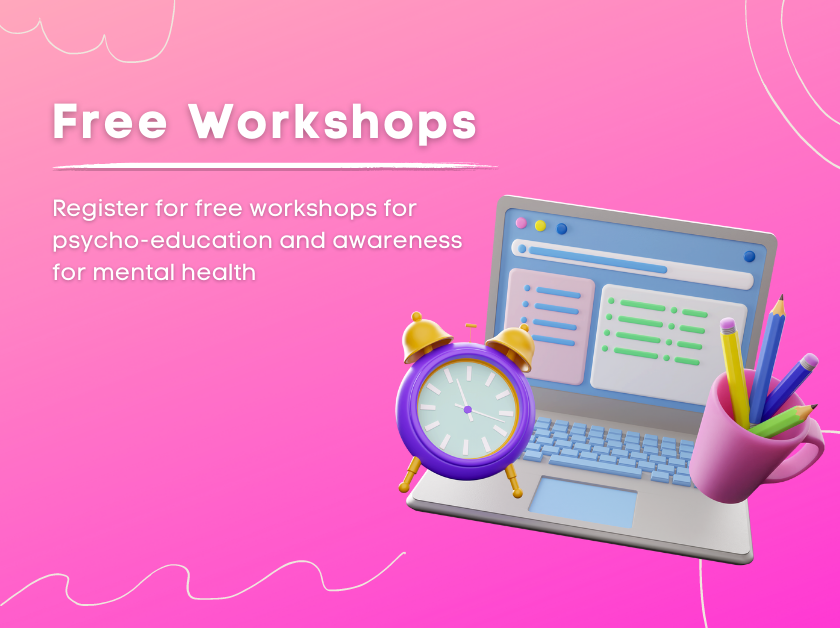 Free Workshops
Register for free workshops for
psycho-education and awareness
for mental health